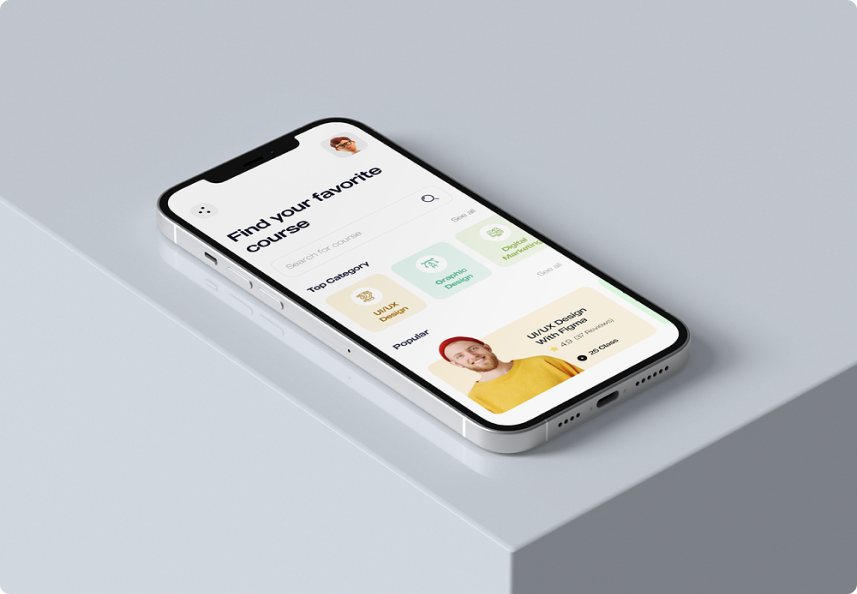 Find your favorite
course
Search for course
Top Category
See all
UI/UX
Design
Graphic
Design
Digital
Marketing
Popular
See all
UI/UX Design
With Figma
4.9 (37 Reviews)
25 Class